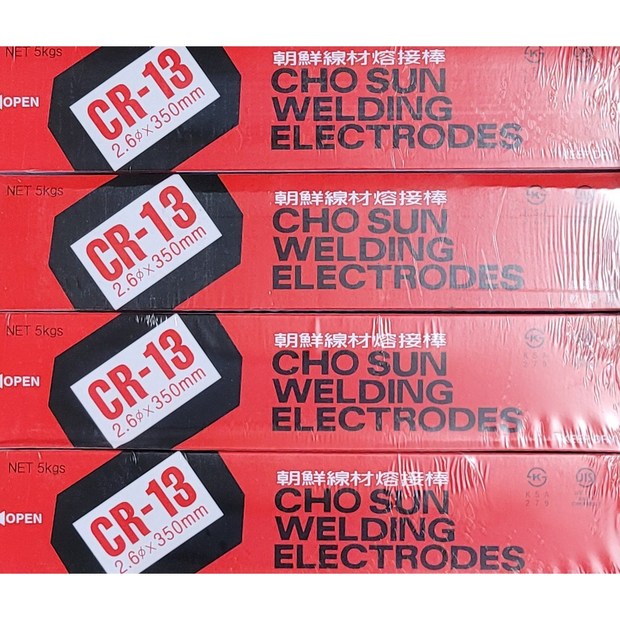 NET 5kgs
OPEN
CR-13
2.6ϕ×350mm
朝鮮線材熔接棒
CHO SUN
WELDING
ELECTRODES
NET 5kgs
CR-13
2.6ϕ×350mm
朝鮮線材熔接棒
CHO SUN
WELDING
ELECTRODES
NET 5kgs
OPEN
CR-13
2.6ϕ×350mm
朝鮮線材熔接棒
CHO SUN
WELDING
ELECTRODES
NET 5kgs
OPEN
CR-13
2.6ϕ×350mm
朝鮮線材熔接棒
CHO SUN
WELDING
ELECTRODES